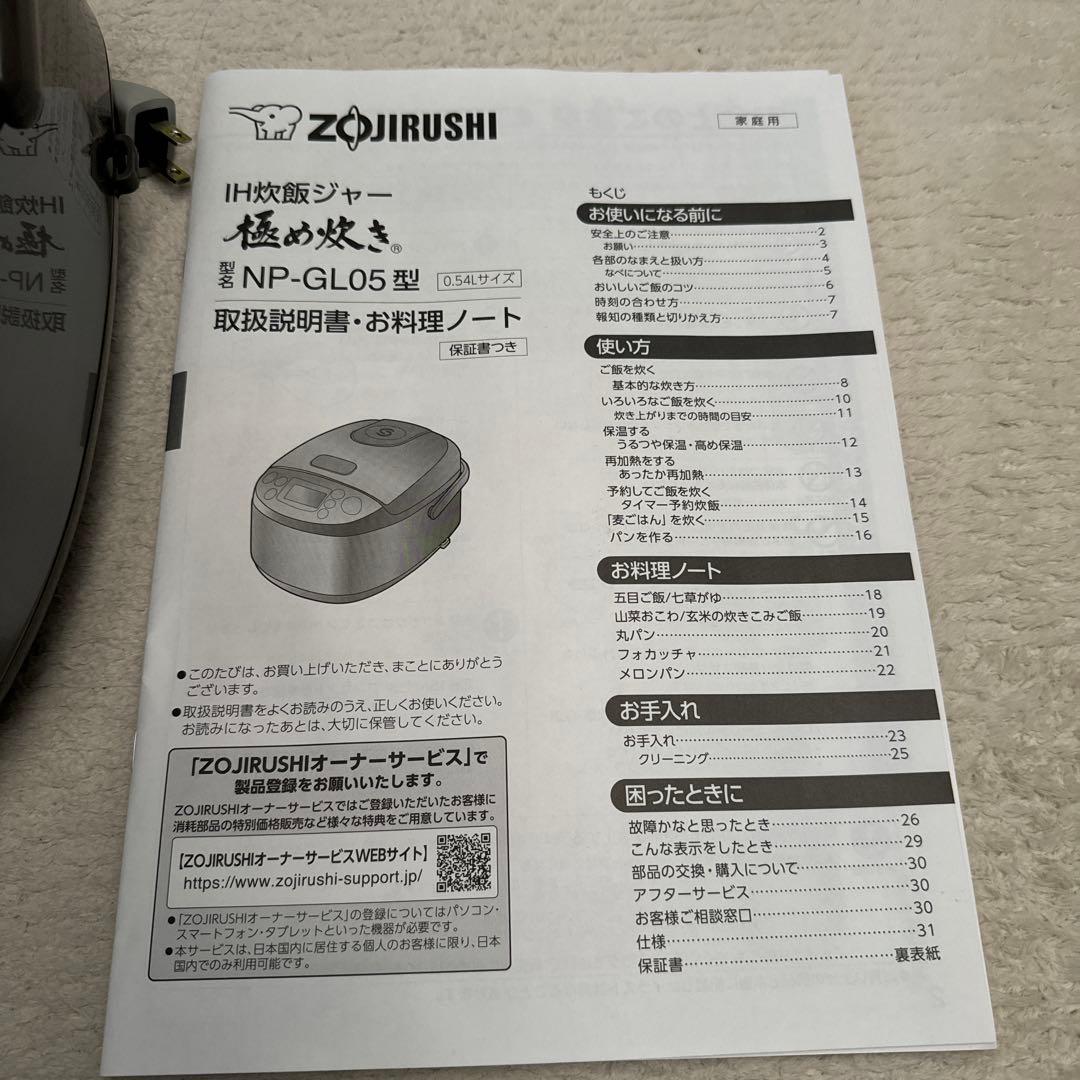 ZOJIRUSHI
家庭用
IH炊飯ジャー
極め炊き®
型名 NP-GL05型 0.54Lサイズ
取扱説明書・お料理ノート
保証書つき
●このたびは、お買い上げいただき、まことにありがとう
ございます。
●取扱説明書をよくお読みのうえ、正しくお使いください。
お読みになったあとは、大切に保管してください。
「ZOJIRUSHIオーナーサービス」で
製品登録をお願いいたします。
ZOJIRUSHIオーナーサービスではご登録いただいたお客様に
消耗部品の特別価格販売など様々な特典をご用意しています。
【ZOJIRUSHIオーナーサービスWEBサイト】
https://www.zojirushi-support.jp/
●「ZOJIRUSHIオーナーサービス」の登録についてはパソコン・
スマートフォン・タブレットといった機器が必要です。
●本サービスは、日本国内に居住する個人のお客様に限り、日本
国内でのみ利用可能です。
もくじ
お使いになる前に
安全上のご注意……2
お願い……3
各部のなまえと扱い方……4
なべについて……5
おいしいご飯のコツ……6
時刻の合わせ方……7
報知の種類と切りかえ方……7
使い方
ご飯を炊く
基本的な炊き方……8
いろいろなご飯を炊く……10
炊き上がりまでの時間の目安……11
保温する
うるつや保温・高め保温……12
再加熱をする
あったか再加熱……13
予約してご飯を炊く
タイマー予約炊飯……14
「麦ごはん」を炊く……15
パンを作る……16
お料理ノート
五目ご飯/七草がゆ……18
山菜おこわ/玄米の炊きこみご飯……19
丸パン……20
フォカッチャ……21
メロンパン……22
お手入れ
お手入れ……23
クリーニング……25
困ったときに
故障かなと思ったとき……26
こんな表示をしたとき……29
部品の交換・購入について……30
アフターサービス……30
お客様ご相談窓口……30
仕様……31
保証書……裏表紙